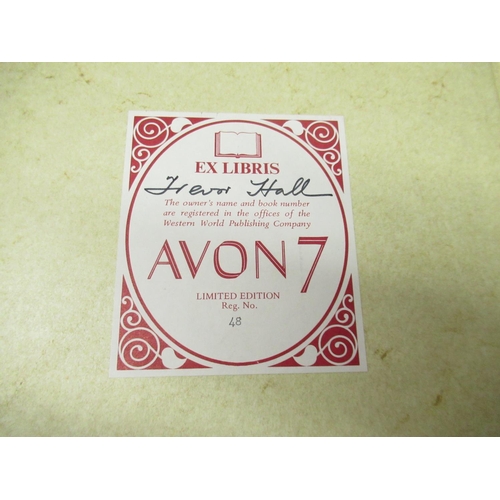 EX LIBRIS
Trevor Hall
The owner's name and book number
are registered in the offices of the
Western World Publishing Company
AVON 7
LIMITED EDITION
Reg. No.
48